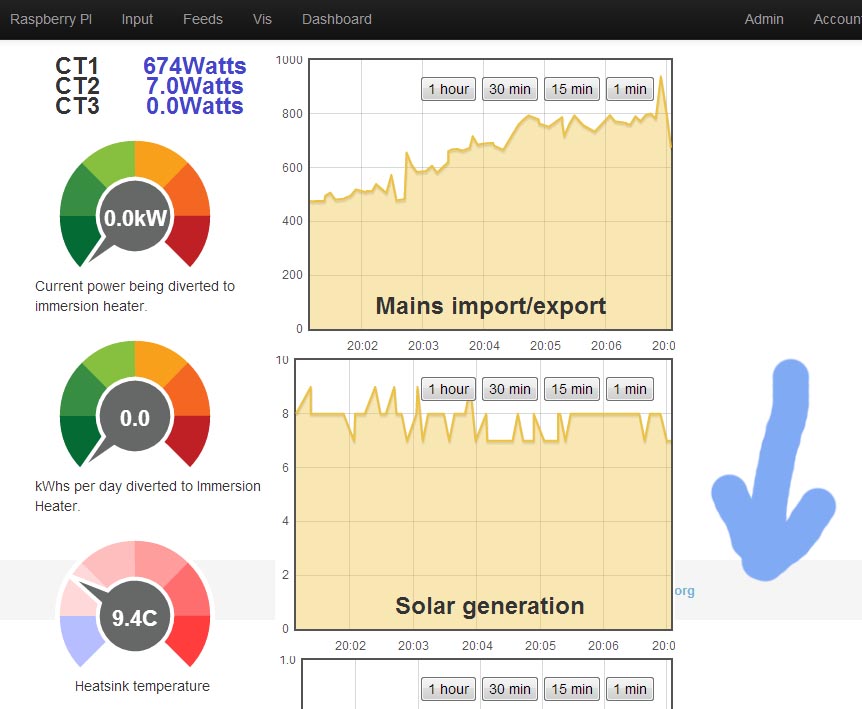 Raspberry PI Input Feeds Vis Dashboard Admin Accoun
CT1 674Watts
CT2 7.0Watts
CT3 0.0Watts
0.0kW
Current power being diverted to
immersion heater.
0.0
kWhs per day diverted to Immersion
Heater.
9.4C
Heatsink temperature
1000
800
600
400
200
0
1 hour 30 min 15 min 1 min
Mains import/export
20:02 20:03 20:04 20:05 20:06 20:0
10
8
6
4
2
0
1 hour 30 min 15 min 1 min
Solar generation
20:02 20:03 20:04 20:05 20:06 20:0
org
1.0
1 hour 30 min 15 min 1 min